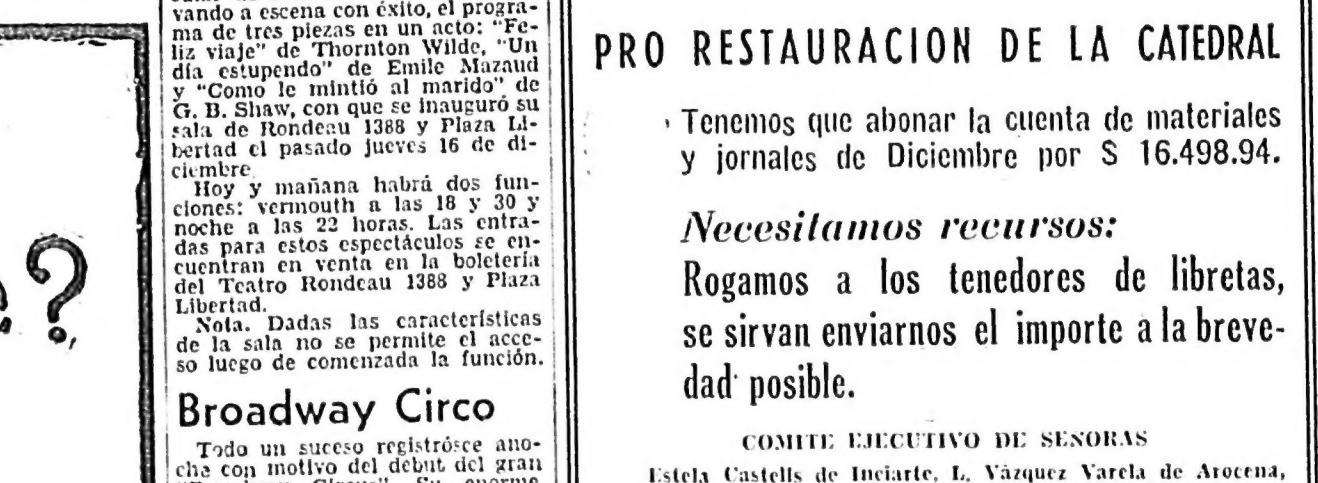 vando a escena con éxito, el progra-
ma de tres piezas en un acto: "Fe-
liz viaje" de Thornton Wilde, "Un
día estupendo" de Emile Mazaud
y "Como le mintió al marido" de
G. B. Shaw, con que se inauguró su
sala de Rondeau 1388 y Plaza Li-
bertad el pasado jueves 16 de di-
ciembre.
Hoy y mañana habrá dos fun-
ciones: vermouth a las 18 y 30 y
noche a las 22 horas. Las entra-
das para estos espectáculos se en-
cuentran en venta en la boletería
del Teatro Rondeau 1388 y Plaza
Libertad.
Nota. Dadas las características
de la sala no se permite el acce-
so luego de comenzada la función.
Broadway Circo
Todo un suceso registrósce ano-
che con motivo del debut del gran
PRO RESTAURACION DE LA CATEDRAL
Tenemos que abonar la cuenta de materiales
y jornales de Diciembre por $ 16.498.94.
Necesitamos recursos:
Rogamos a los tenedores de libretas,
se sirvan enviarnos el importe a la breve-
dad posible.
COMITE EJECUTIVO DE SEÑORAS
Estela Castells de Inciarte, L. Vàzquez Varela de Arocena,
?